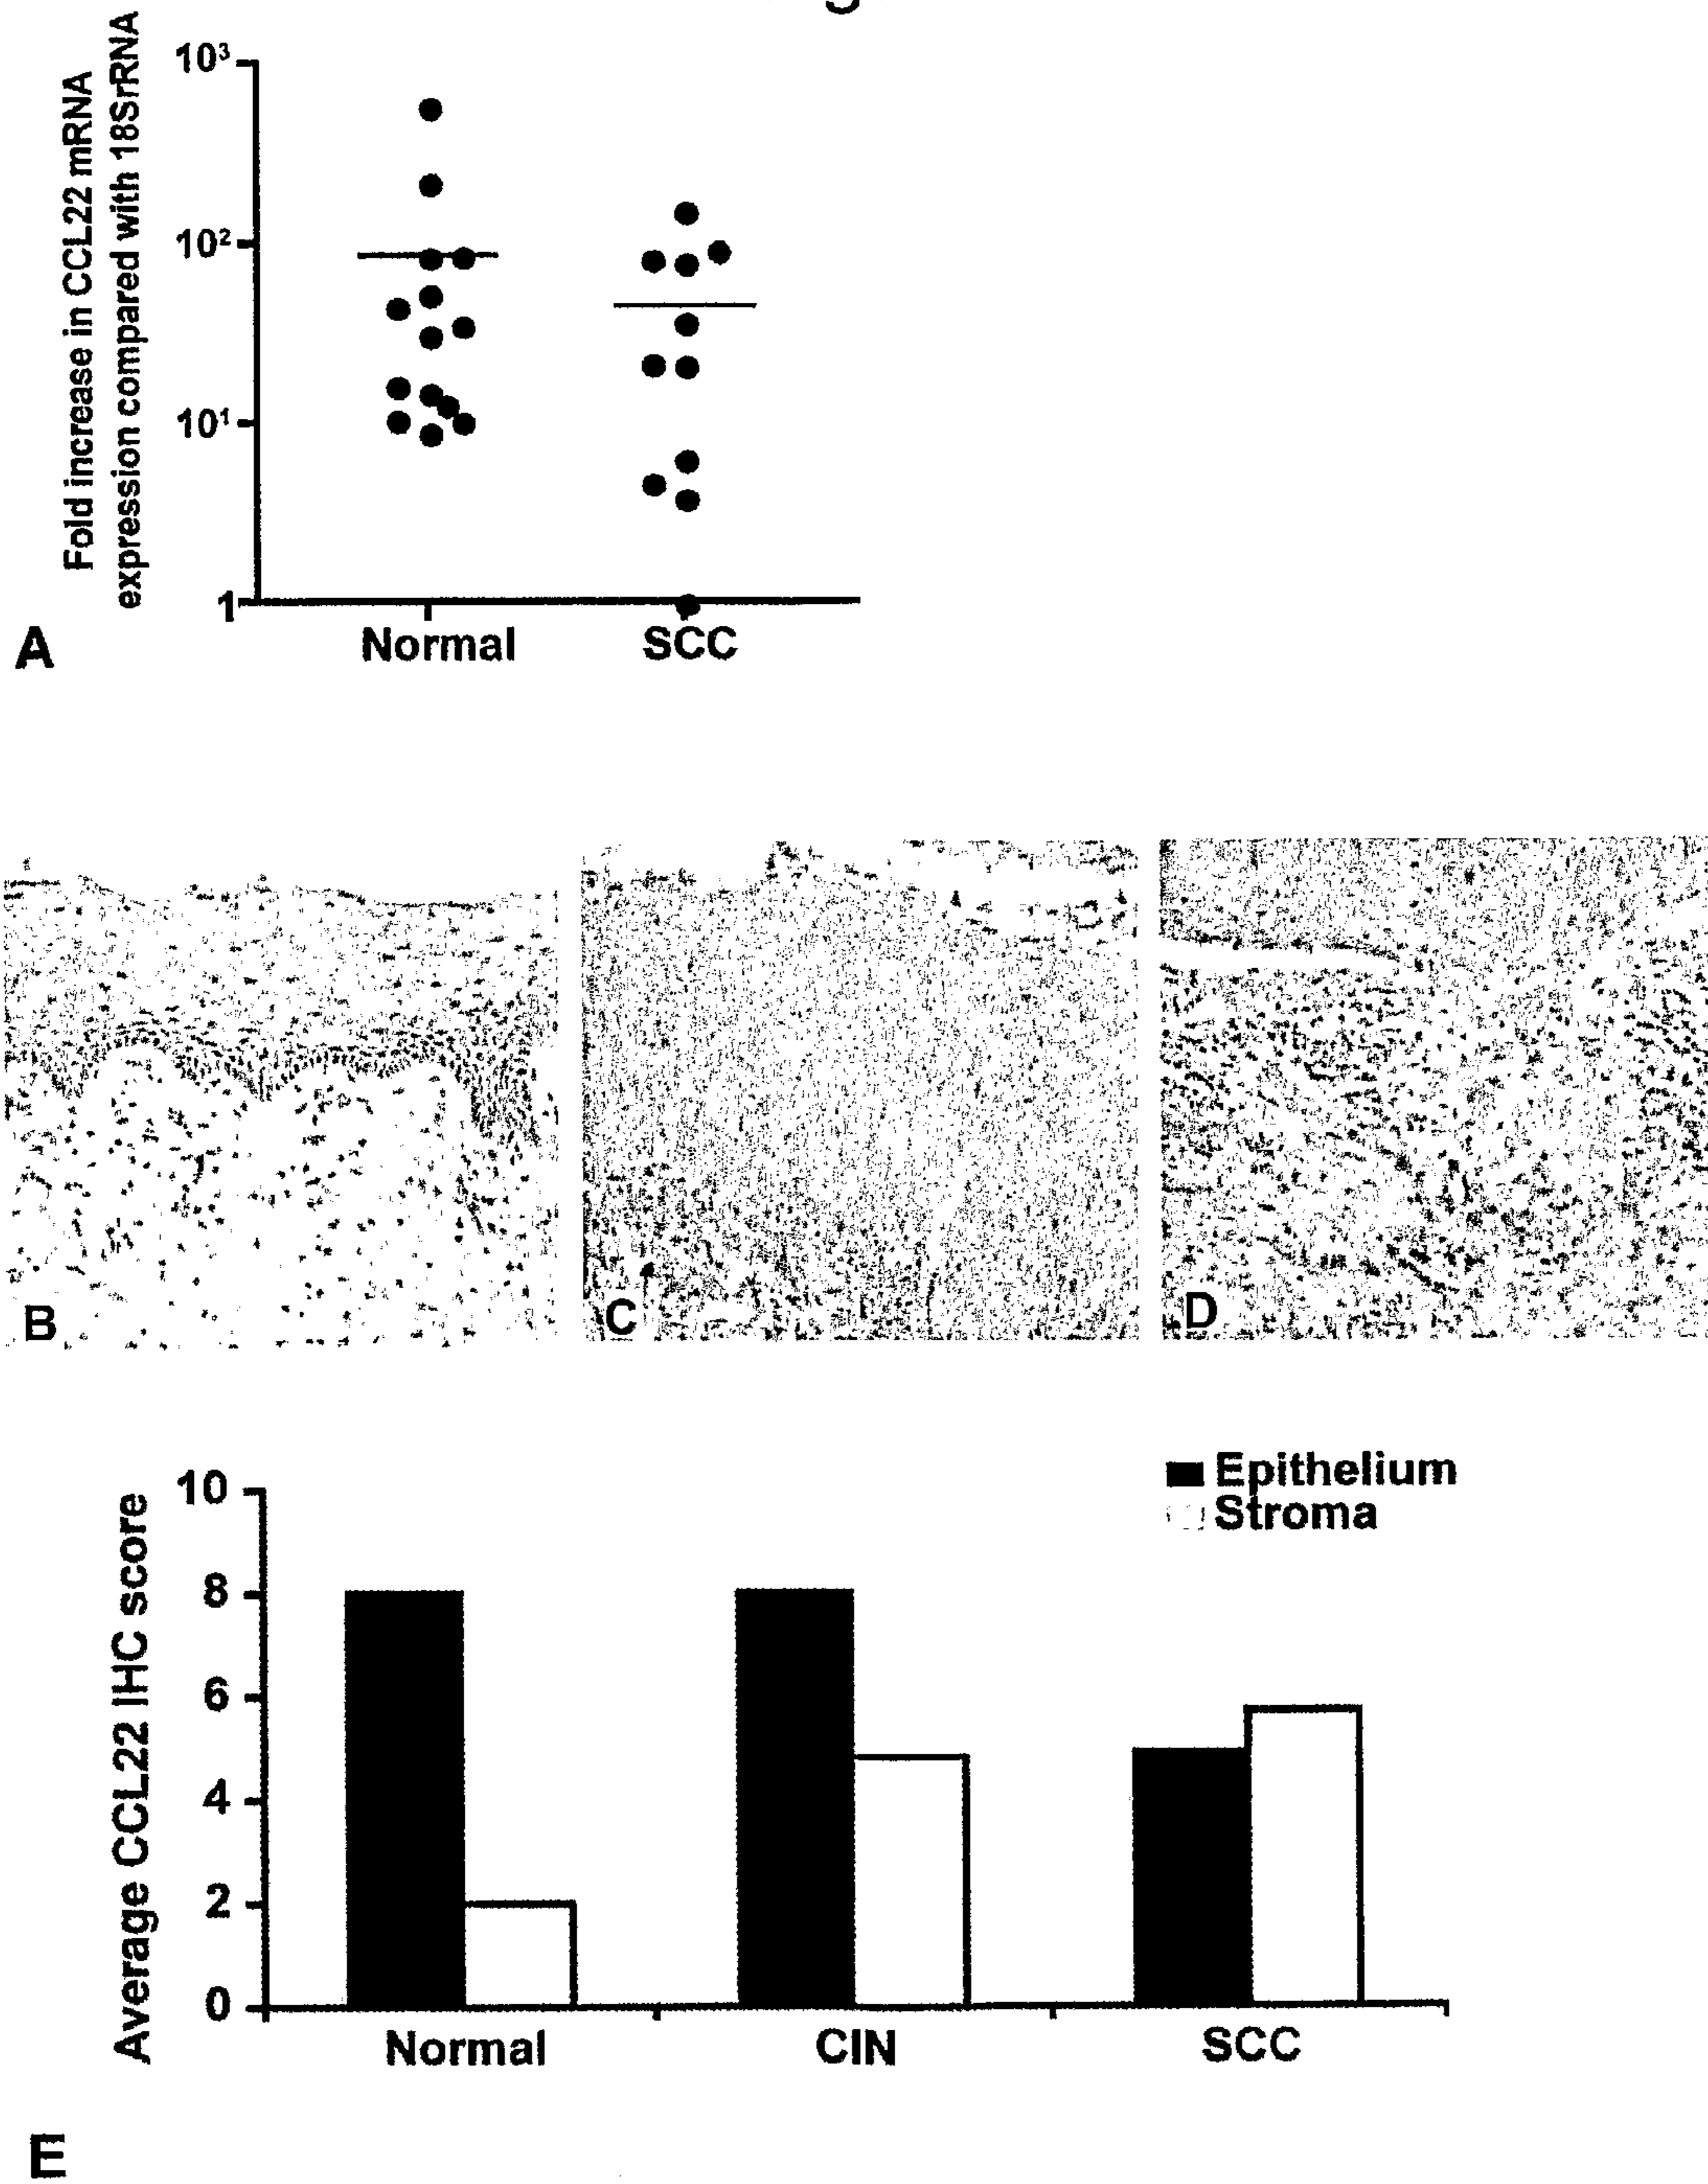 Fold increase in CCL22 mRNA
expression compared with 18SrRNA
10³
10²
10¹
1
Normal SCC
A
B C D
Epithelium
Stroma
Average CCL22 IHC score
10
8
6
4
2
0
Normal CIN SCC
E